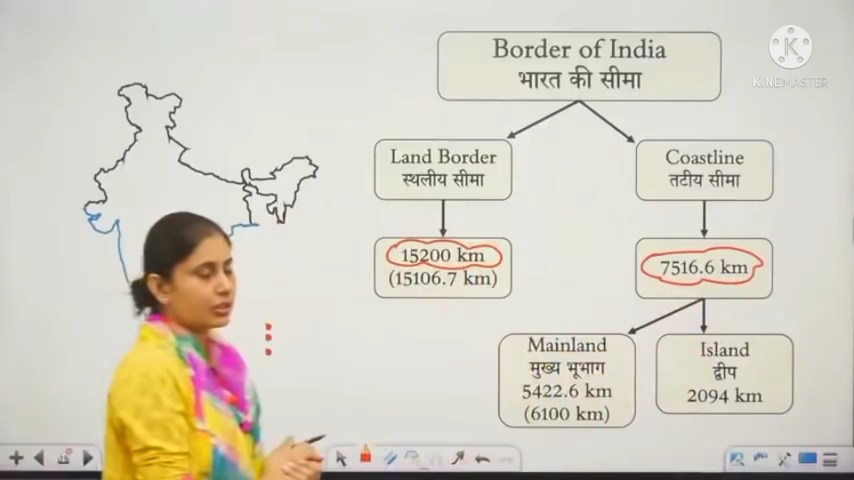 Border of India
भारत की सीमा
KINEMASTER
Land Border
स्थलीय सीमा
Coastline
तटीय सीमा
15200 km
(15106.7 km)
7516.6 km
Mainland
मुख्य भूभाग
5422.6 km
(6100 km)
Island
द्वीप
2094 km